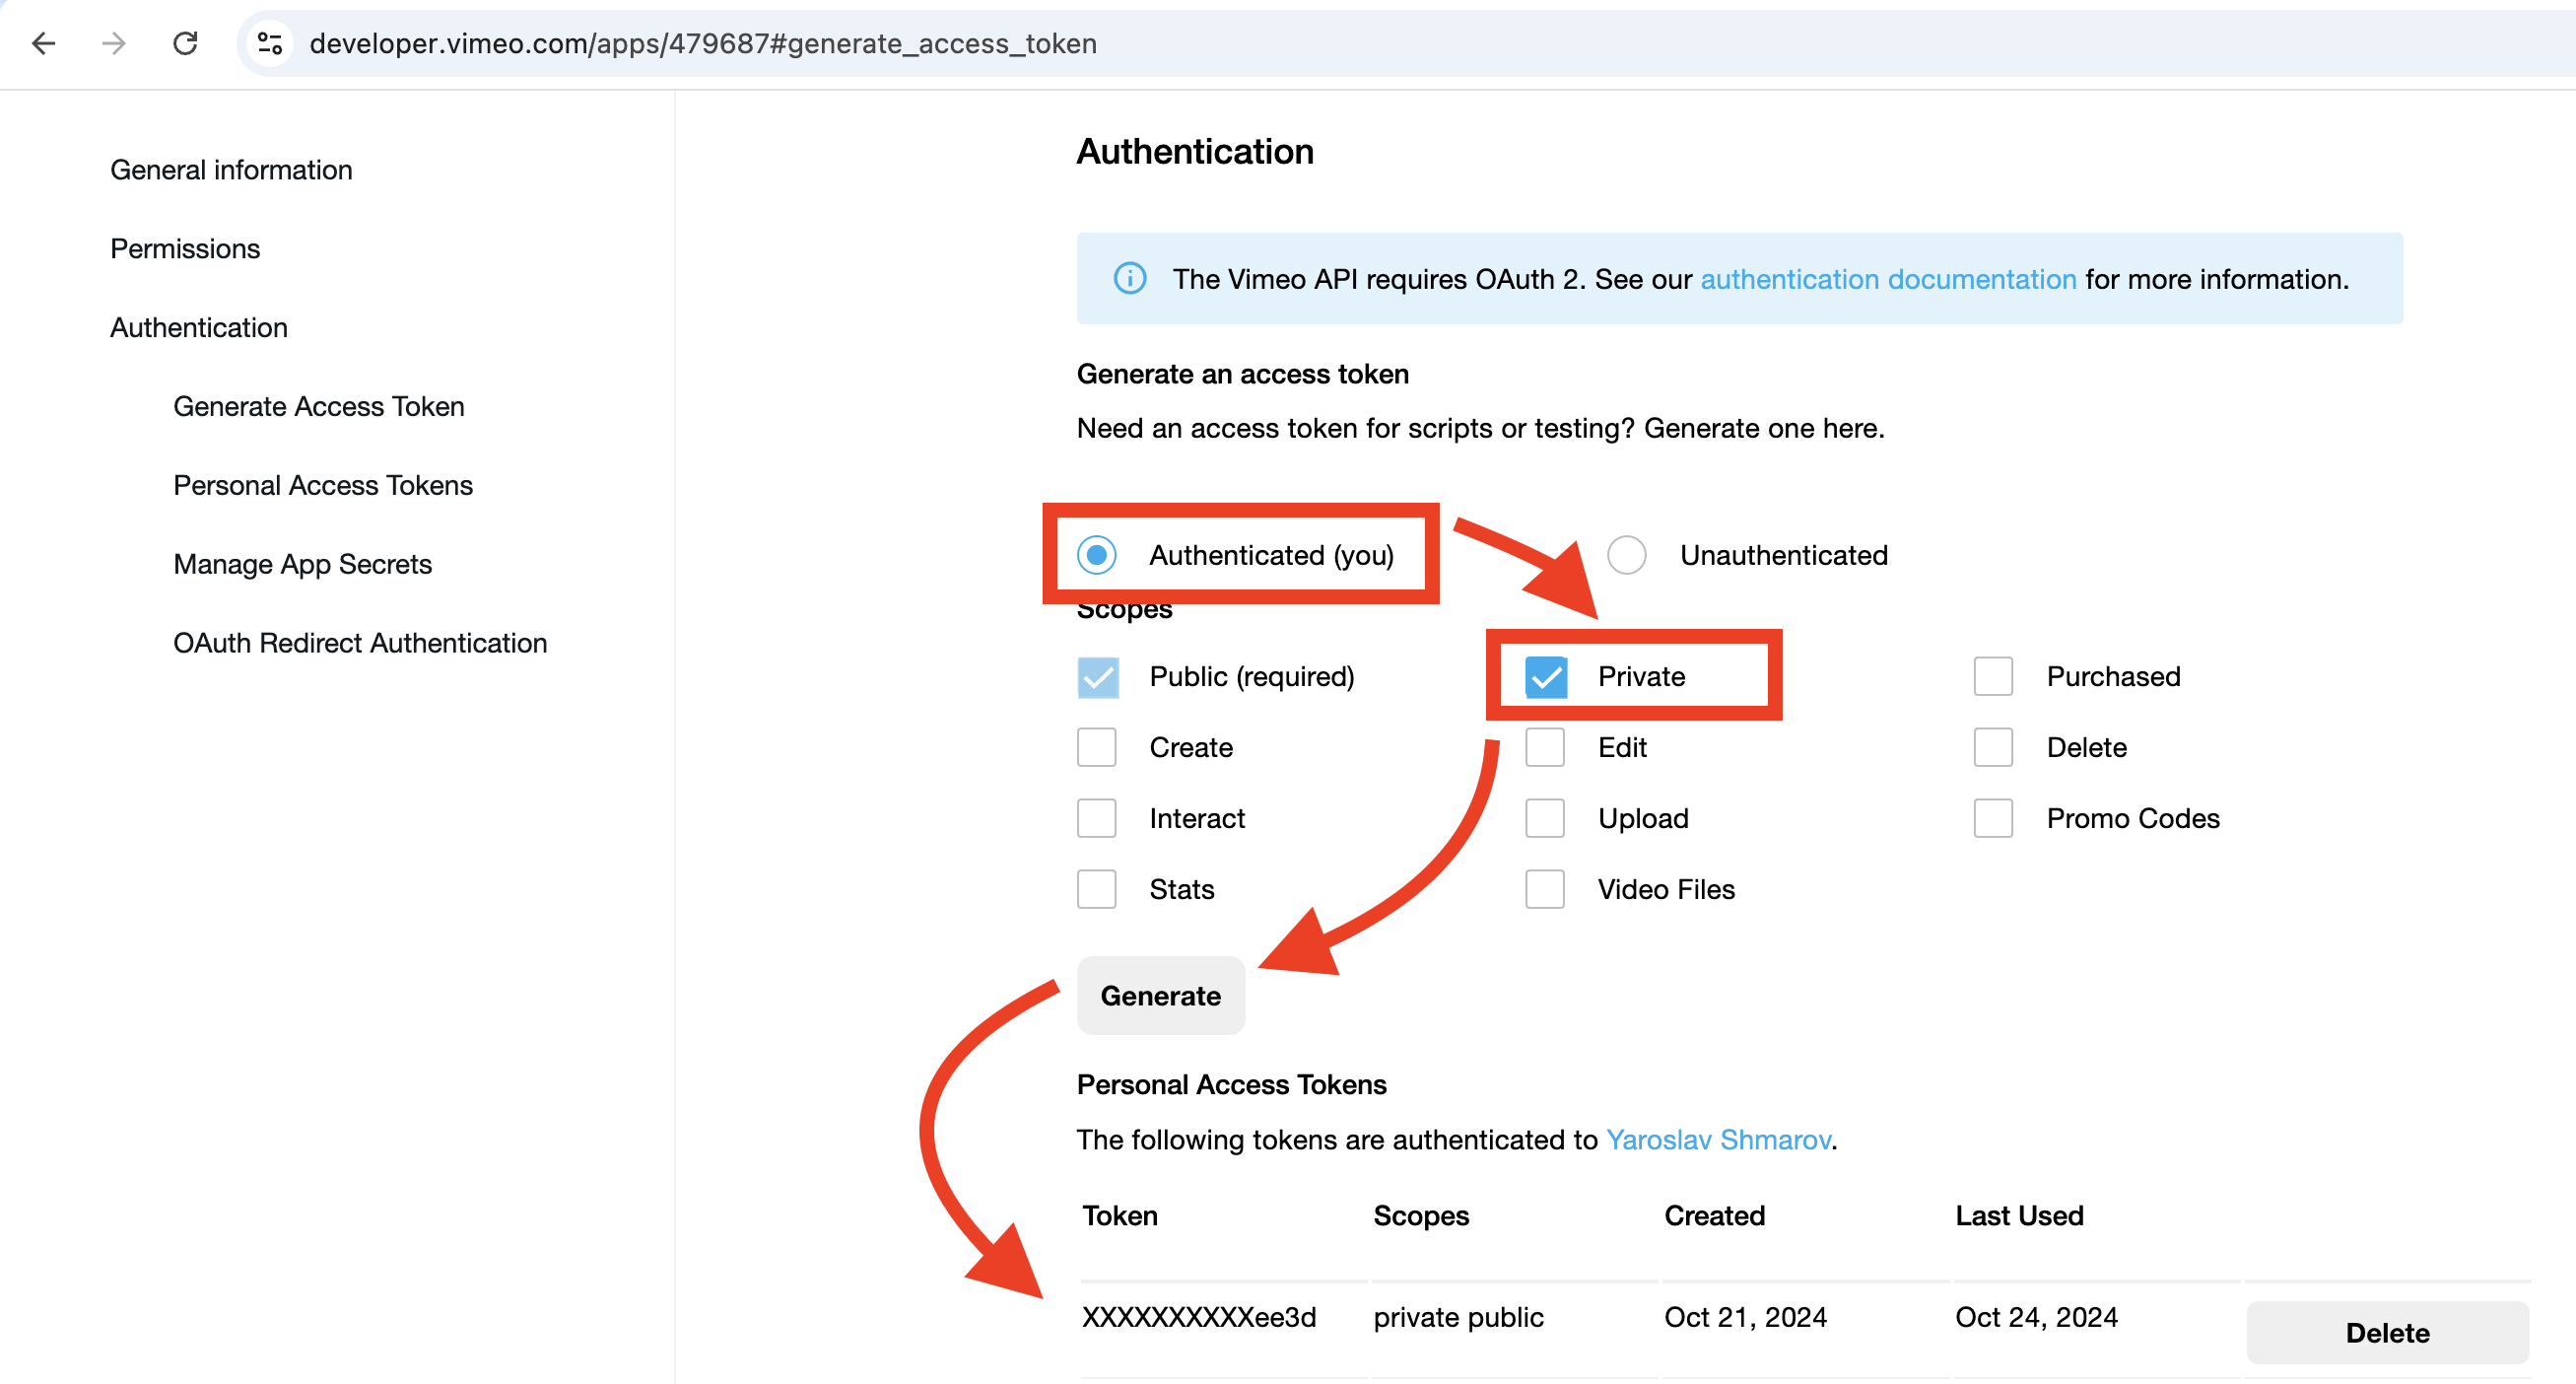 developer.vimeo.com/apps/479687#generate_access_token
General information
Permissions
Authentication
Generate Access Token
Personal Access Tokens
Manage App Secrets
OAuth Redirect Authentication
Authentication
The Vimeo API requires OAuth 2. See our authentication documentation for more information.
Generate an access token
Need an access token for scripts or testing? Generate one here.
Authenticated (you) Unauthenticated
Scopes
Public (required) Private Purchased
Create Edit Delete
Interact Upload Promo Codes
Stats Video Files
Generate
Personal Access Tokens
The following tokens are authenticated to Yaroslav Shmarov.
Token Scopes Created Last Used
XXXXXXXXXXee3d private public Oct 21, 2024 Oct 24, 2024 Delete